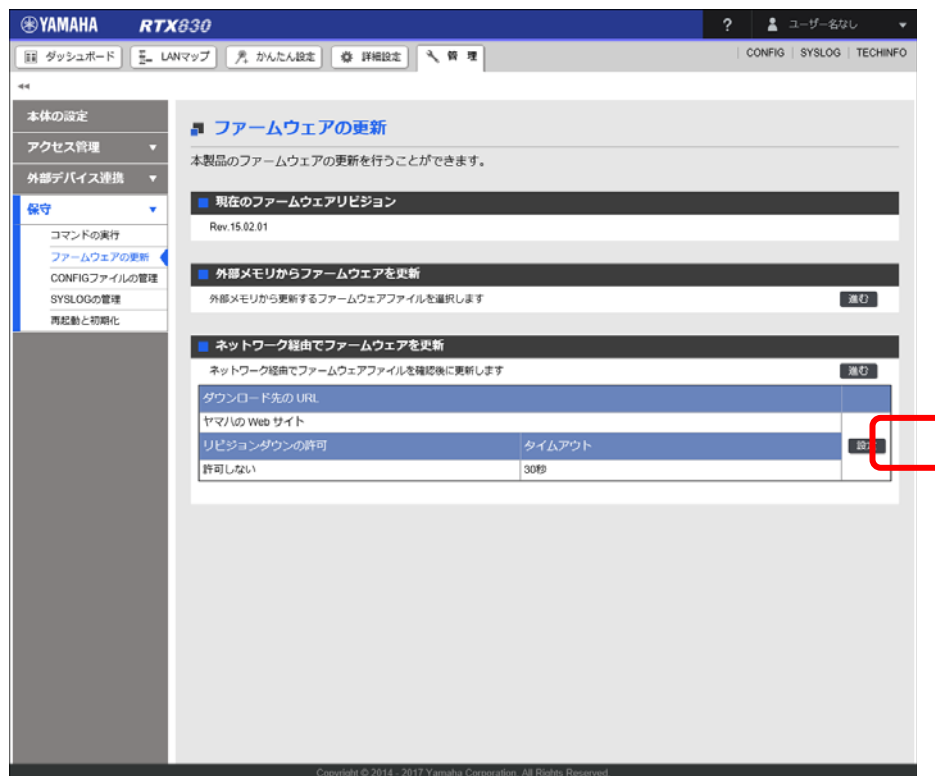 YAMAHA RTX830 ? ユーザー名なし
ダッシュボード LANマップ かんたん設定 詳細設定 管理 CONFIG SYSLOG TECHINFO
本体の設定
アクセス管理
外部デバイス連携
保守
コマンドの実行
ファームウェアの更新
CONFIGファイルの管理
SYSLOGの管理
再起動と初期化
ファームウェアの更新
本製品のファームウェアの更新を行うことができます。
現在のファームウェアリビジョン
Rev.15.02.01
外部メモリからファームウェアを更新
外部メモリから更新するファームウェアファイルを選択します 進む
ネットワーク経由でファームウェアを更新
ネットワーク経由でファームウェアファイルを確認後に更新します 進む
ダウンロード先の URL
ヤマハの Web サイト
リビジョンダウンの許可 タイムアウト 設定
許可しない 30秒
Copyright © 2014 - 2017 Yamaha Corporation. All Rights Reserved.